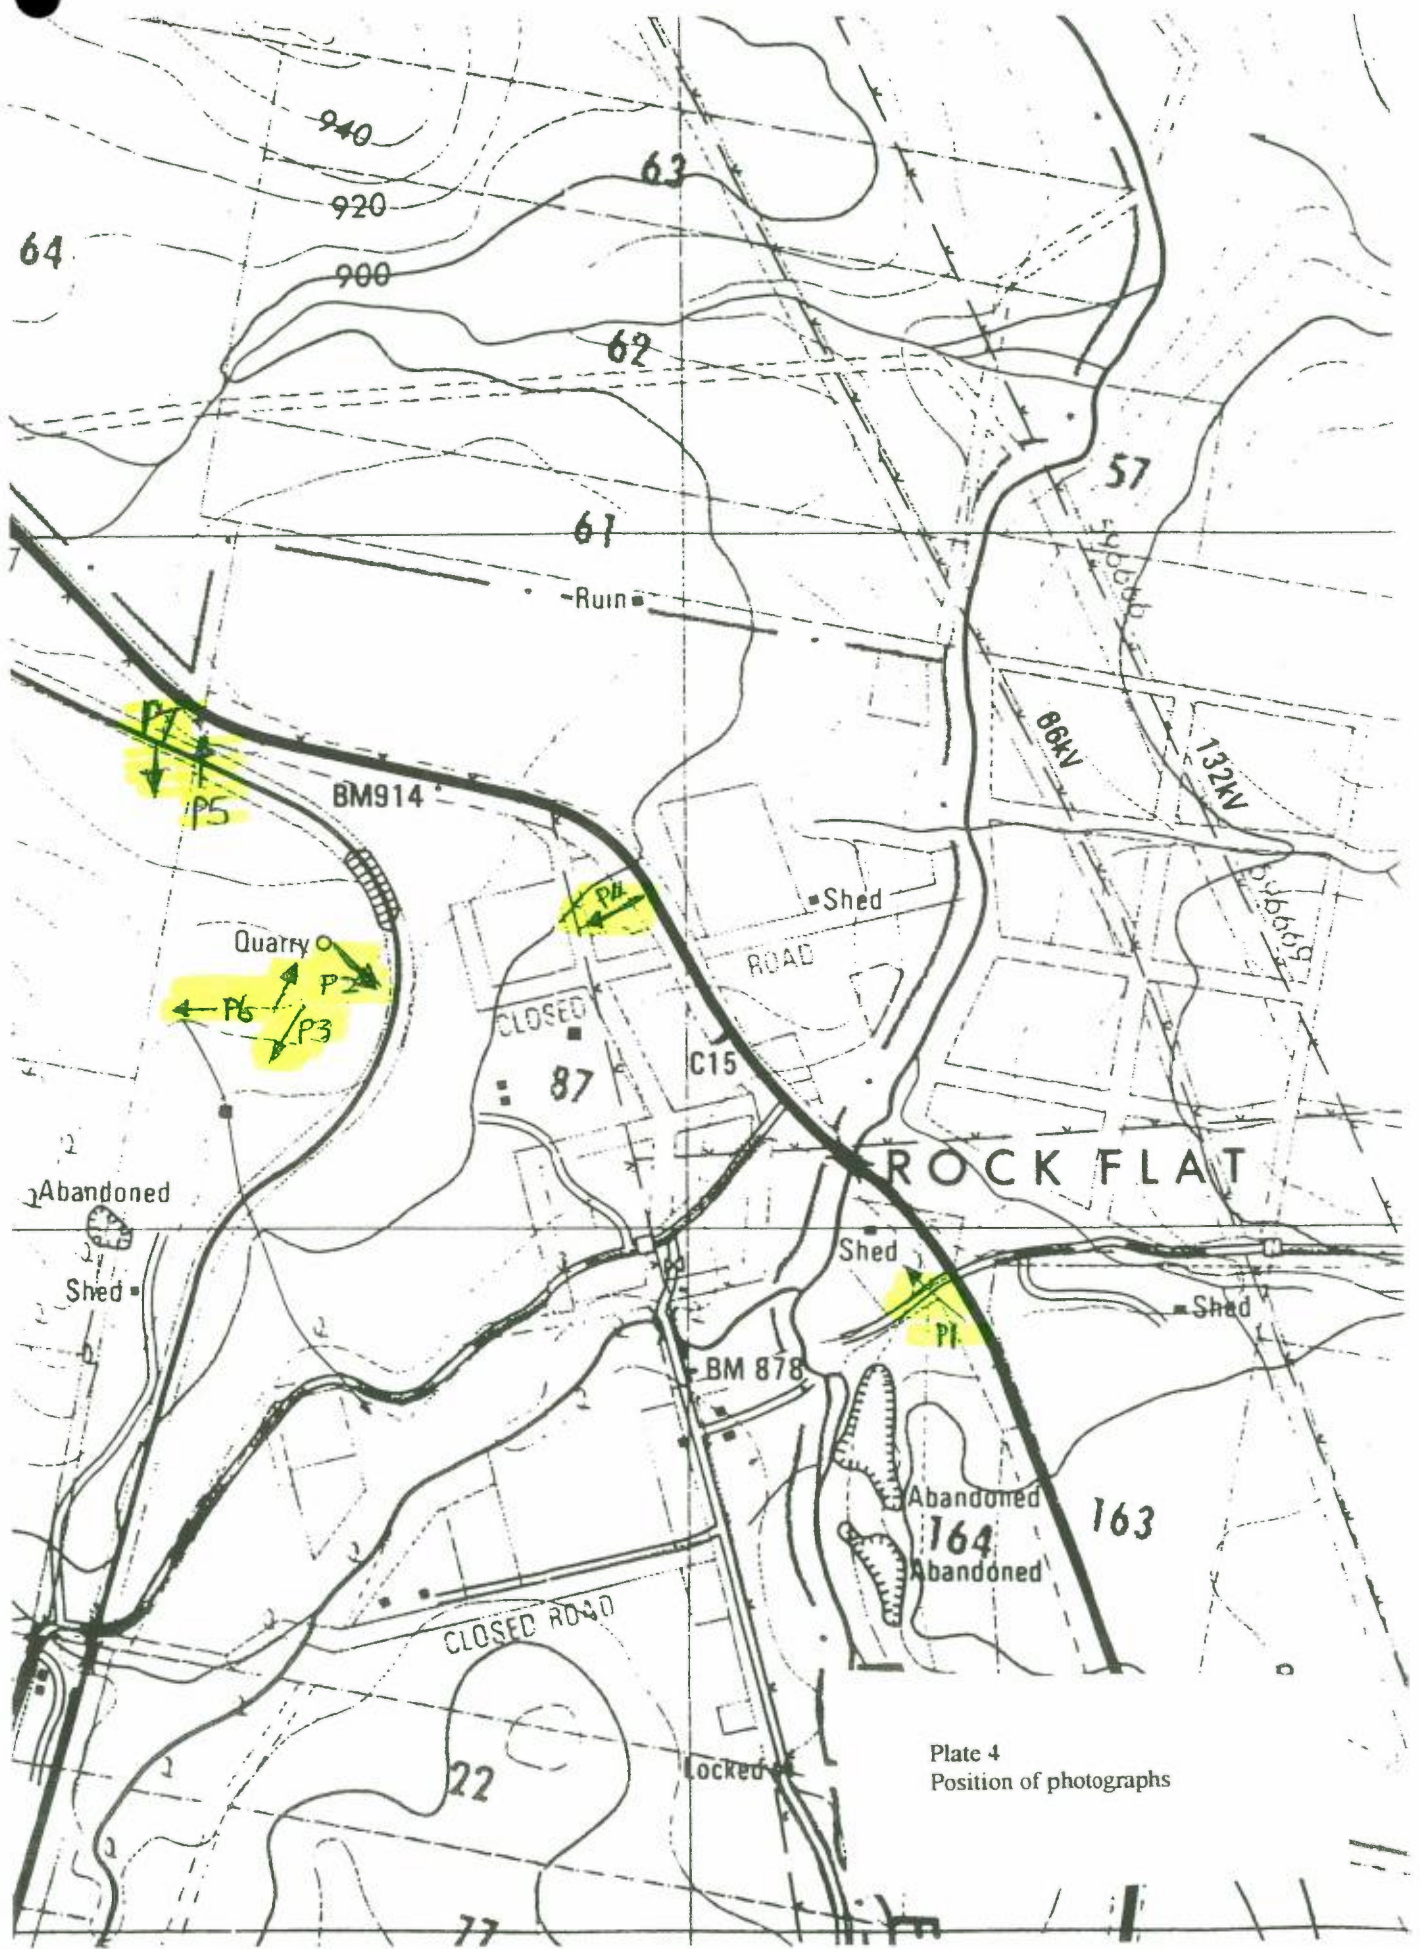 940
63
920
64
900
62
57
61
Ruin
P7
66kV
132kV
P5
BM914
P4
Shed
Quarry
ROAD
P2
P6
CLOSED
P3
C15
87
ROCK FLAT
Abandoned
Shed
Shed
Shed
P1
BM 878
Abandoned
163
164
Abandoned
CLOSED ROAD
Plate 4
Position of photographs
22
Locked
77